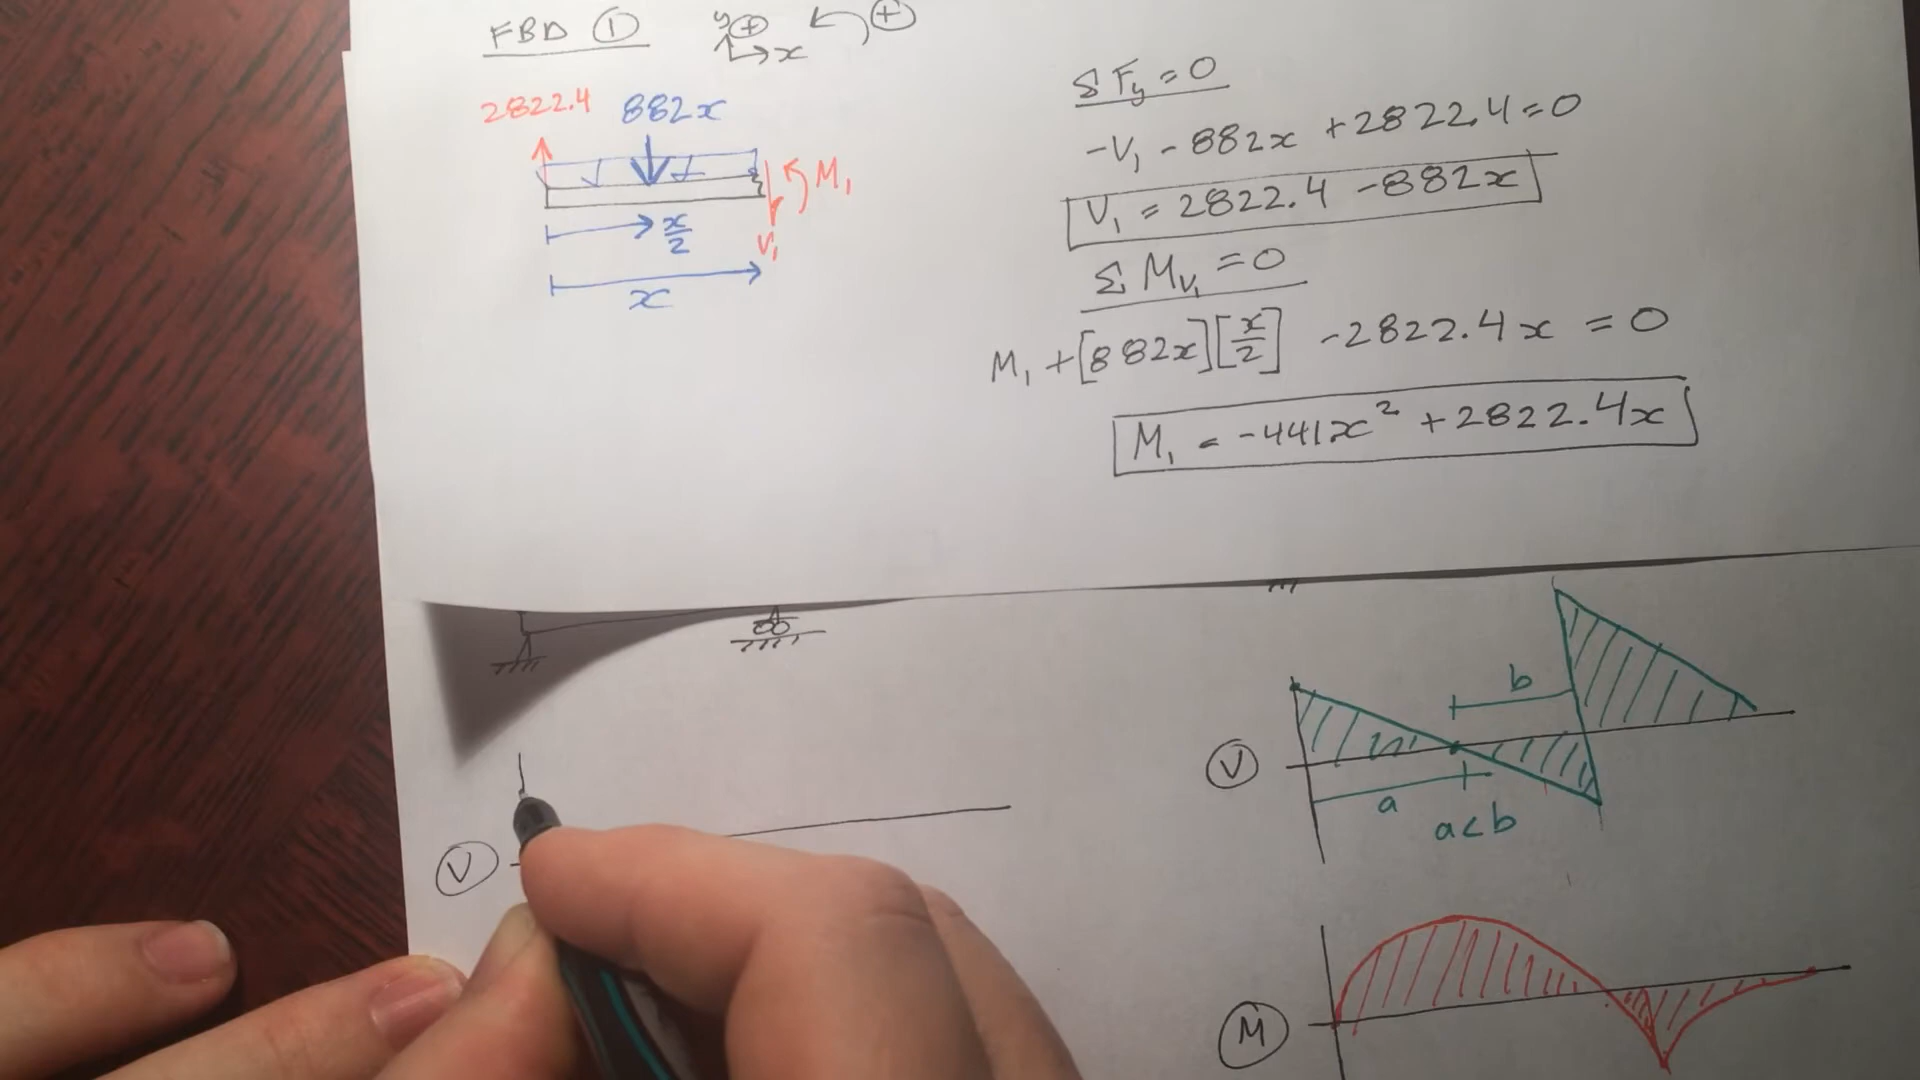 FBD ①
y ⊕ x
⊕
2822.4 882x
M₁
x/2
V₁
x
ΣFy = 0
-V₁ - 882x + 2822.4 = 0
V₁ = 2822.4 - 882x
ΣMv₁ = 0
M₁ + [882x][x/2] - 2822.4x = 0
M₁ = -441x² + 2822.4x
b
V
a
a<b
V
M